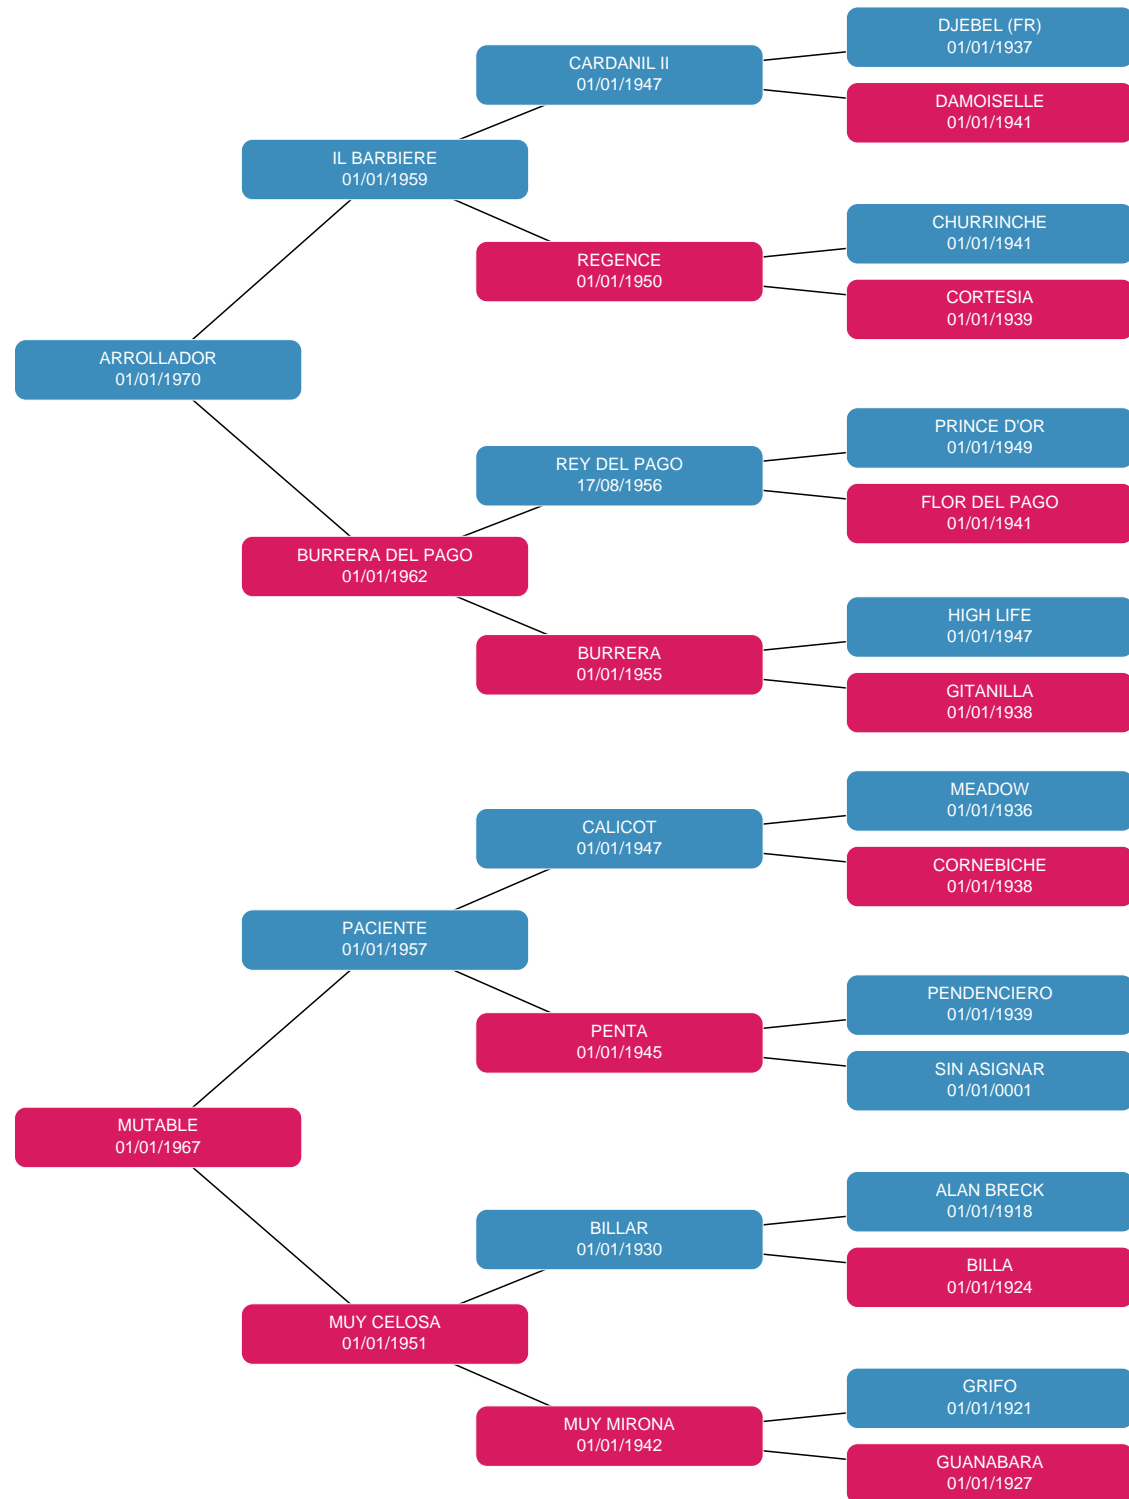 DJEBEL (FR)
01/01/1937
CARDANIL II
01/01/1947
DAMOISELLE
01/01/1941
IL BARBIERE
01/01/1959
CHURRINCHE
01/01/1941
REGENCE
01/01/1950
CORTESIA
01/01/1939
ARROLLADOR
01/01/1970
PRINCE D'OR
01/01/1949
REY DEL PAGO
17/08/1956
FLOR DEL PAGO
01/01/1941
BURRERA DEL PAGO
01/01/1962
HIGH LIFE
01/01/1947
BURRERA
01/01/1955
GITANILLA
01/01/1938
MEADOW
01/01/1936
CALICOT
01/01/1947
CORNEBICHE
01/01/1938
PACIENTE
01/01/1957
PENDENCIERO
01/01/1939
PENTA
01/01/1945
SIN ASIGNAR
01/01/0001
MUTABLE
01/01/1967
ALAN BRECK
01/01/1918
BILLAR
01/01/1930
BILLA
01/01/1924
MUY CELOSA
01/01/1951
GRIFO
01/01/1921
MUY MIRONA
01/01/1942
GUANABARA
01/01/1927